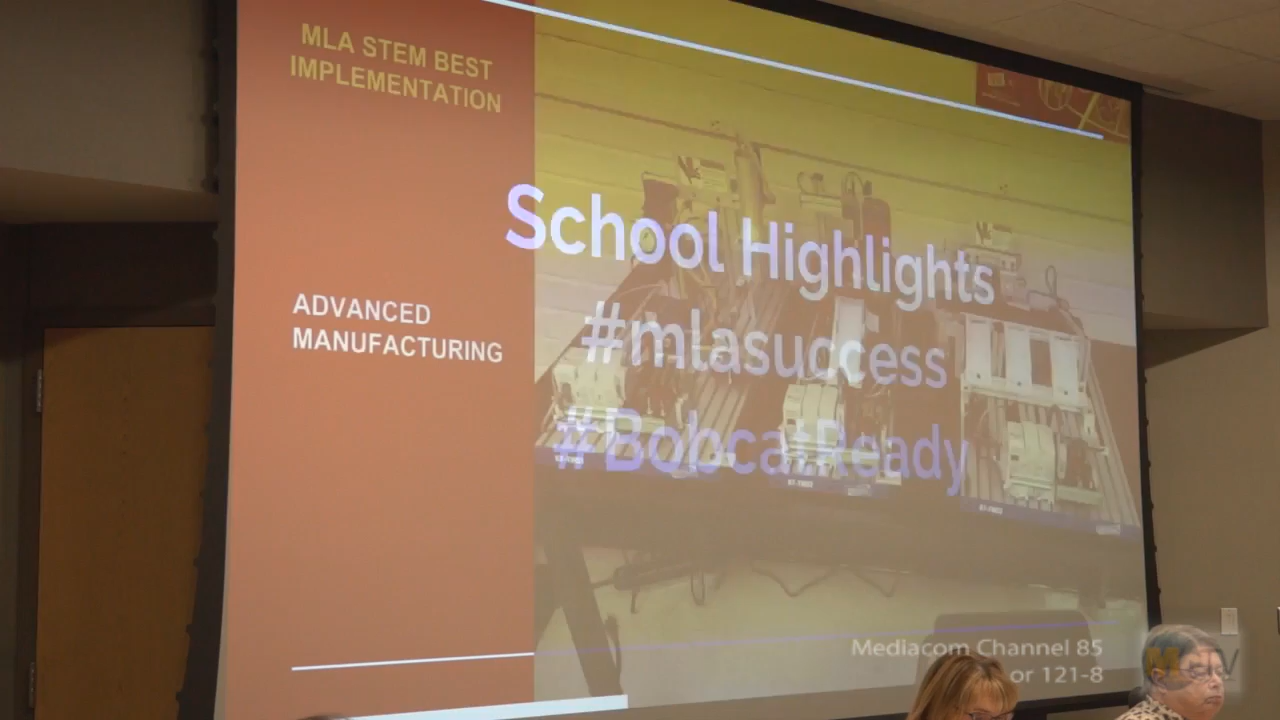 MLA STEM BEST
IMPLEMENTATION
School Highlights
#mlasuccess
#BobcatReady
ADVANCED
MANUFACTURING
Mediacom Channel 85
or 121-8